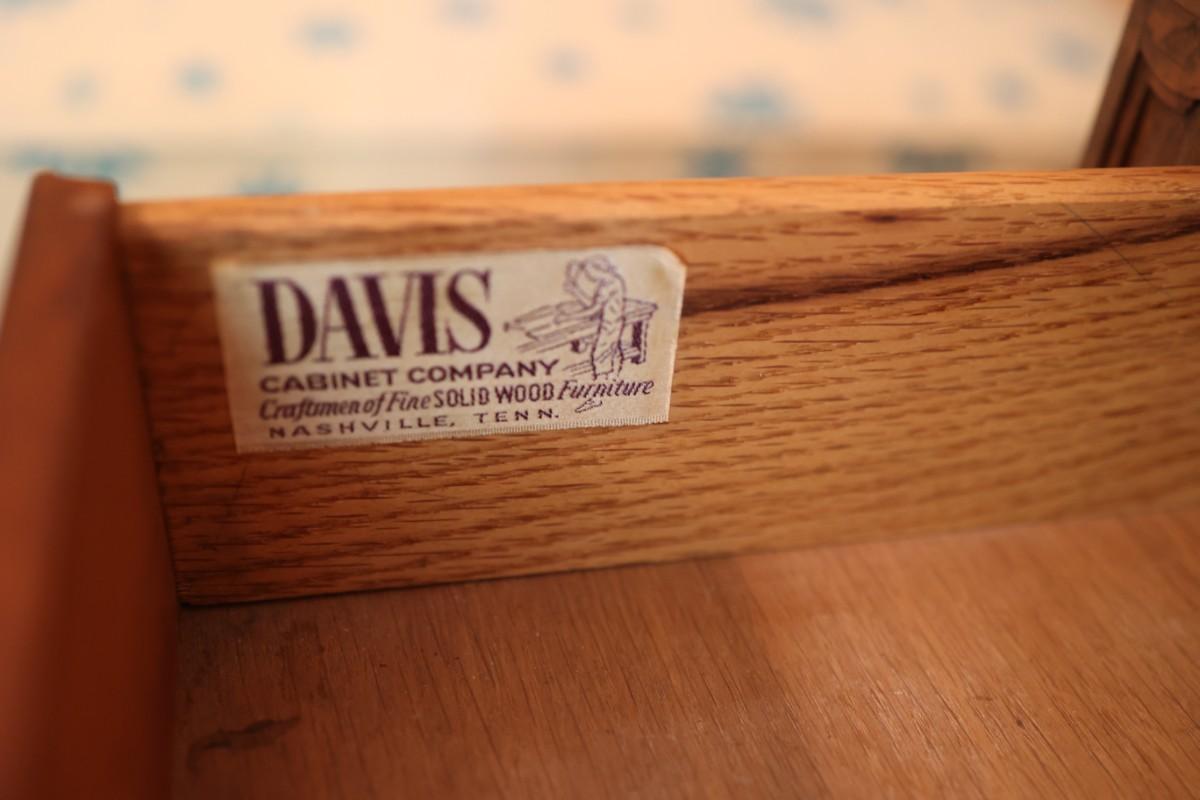 DAVIS
CABINET COMPANY
Craftsmen of Fine SOLID WOOD Furniture
NASHVILLE, TENN.